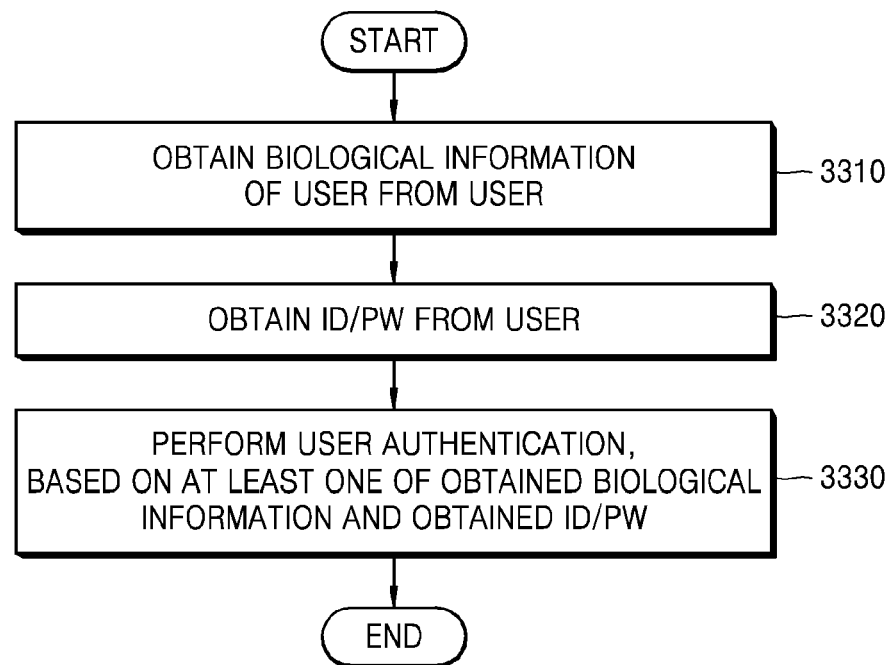 START
OBTAIN BIOLOGICAL INFORMATION
OF USER FROM USER
3310
OBTAIN ID/PW FROM USER
3320
PERFORM USER AUTHENTICATION,
BASED ON AT LEAST ONE OF OBTAINED BIOLOGICAL
INFORMATION AND OBTAINED ID/PW
3330
END